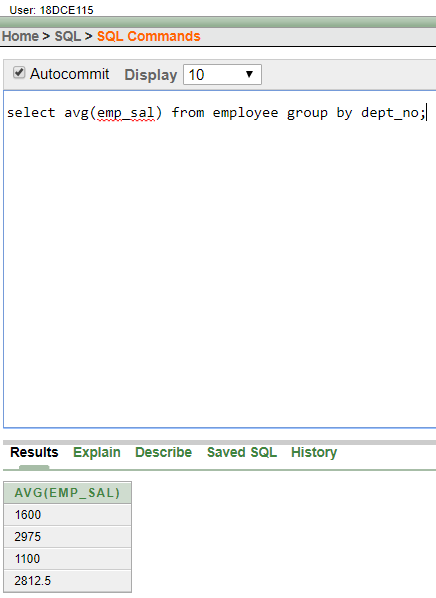 User: 18DCE115
Home > SQL > SQL Commands
Autocommit Display 10
select avg(emp_sal) from employee group by dept_no;
Results Explain Describe Saved SQL History
AVG(EMP_SAL)
1600
2975
1100
2812.5